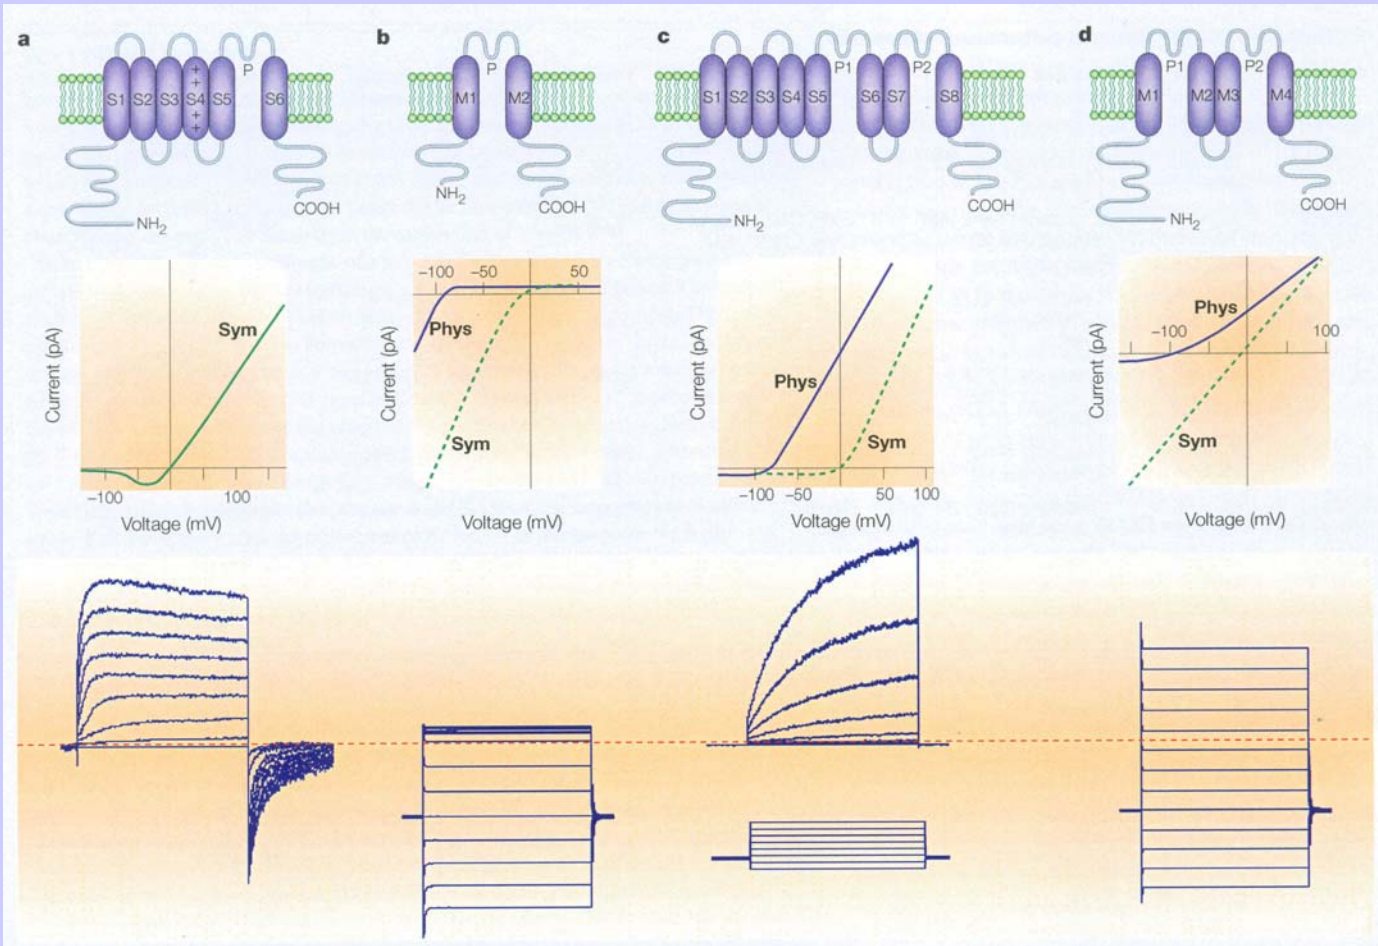 a
S1 S2 S3 + + S4 + + S5 P S6
NH2
COOH
b
M1 P M2
NH2
COOH
c
S1 S2 S3 S4 S5 P1 S6 S7 P2 S8
NH2
COOH
d
M1 P1 M2 M3 P2 M4
NH2
COOH
Current (pA)
Sym
–100 100
Voltage (mV)
Current (pA)
–100 –50 50
Phys
Sym
Voltage (mV)
Current (pA)
Phys
Sym
–100 –50 50 100
Voltage (mV)
Current (pA)
Phys
–100 100
Sym
Voltage (mV)